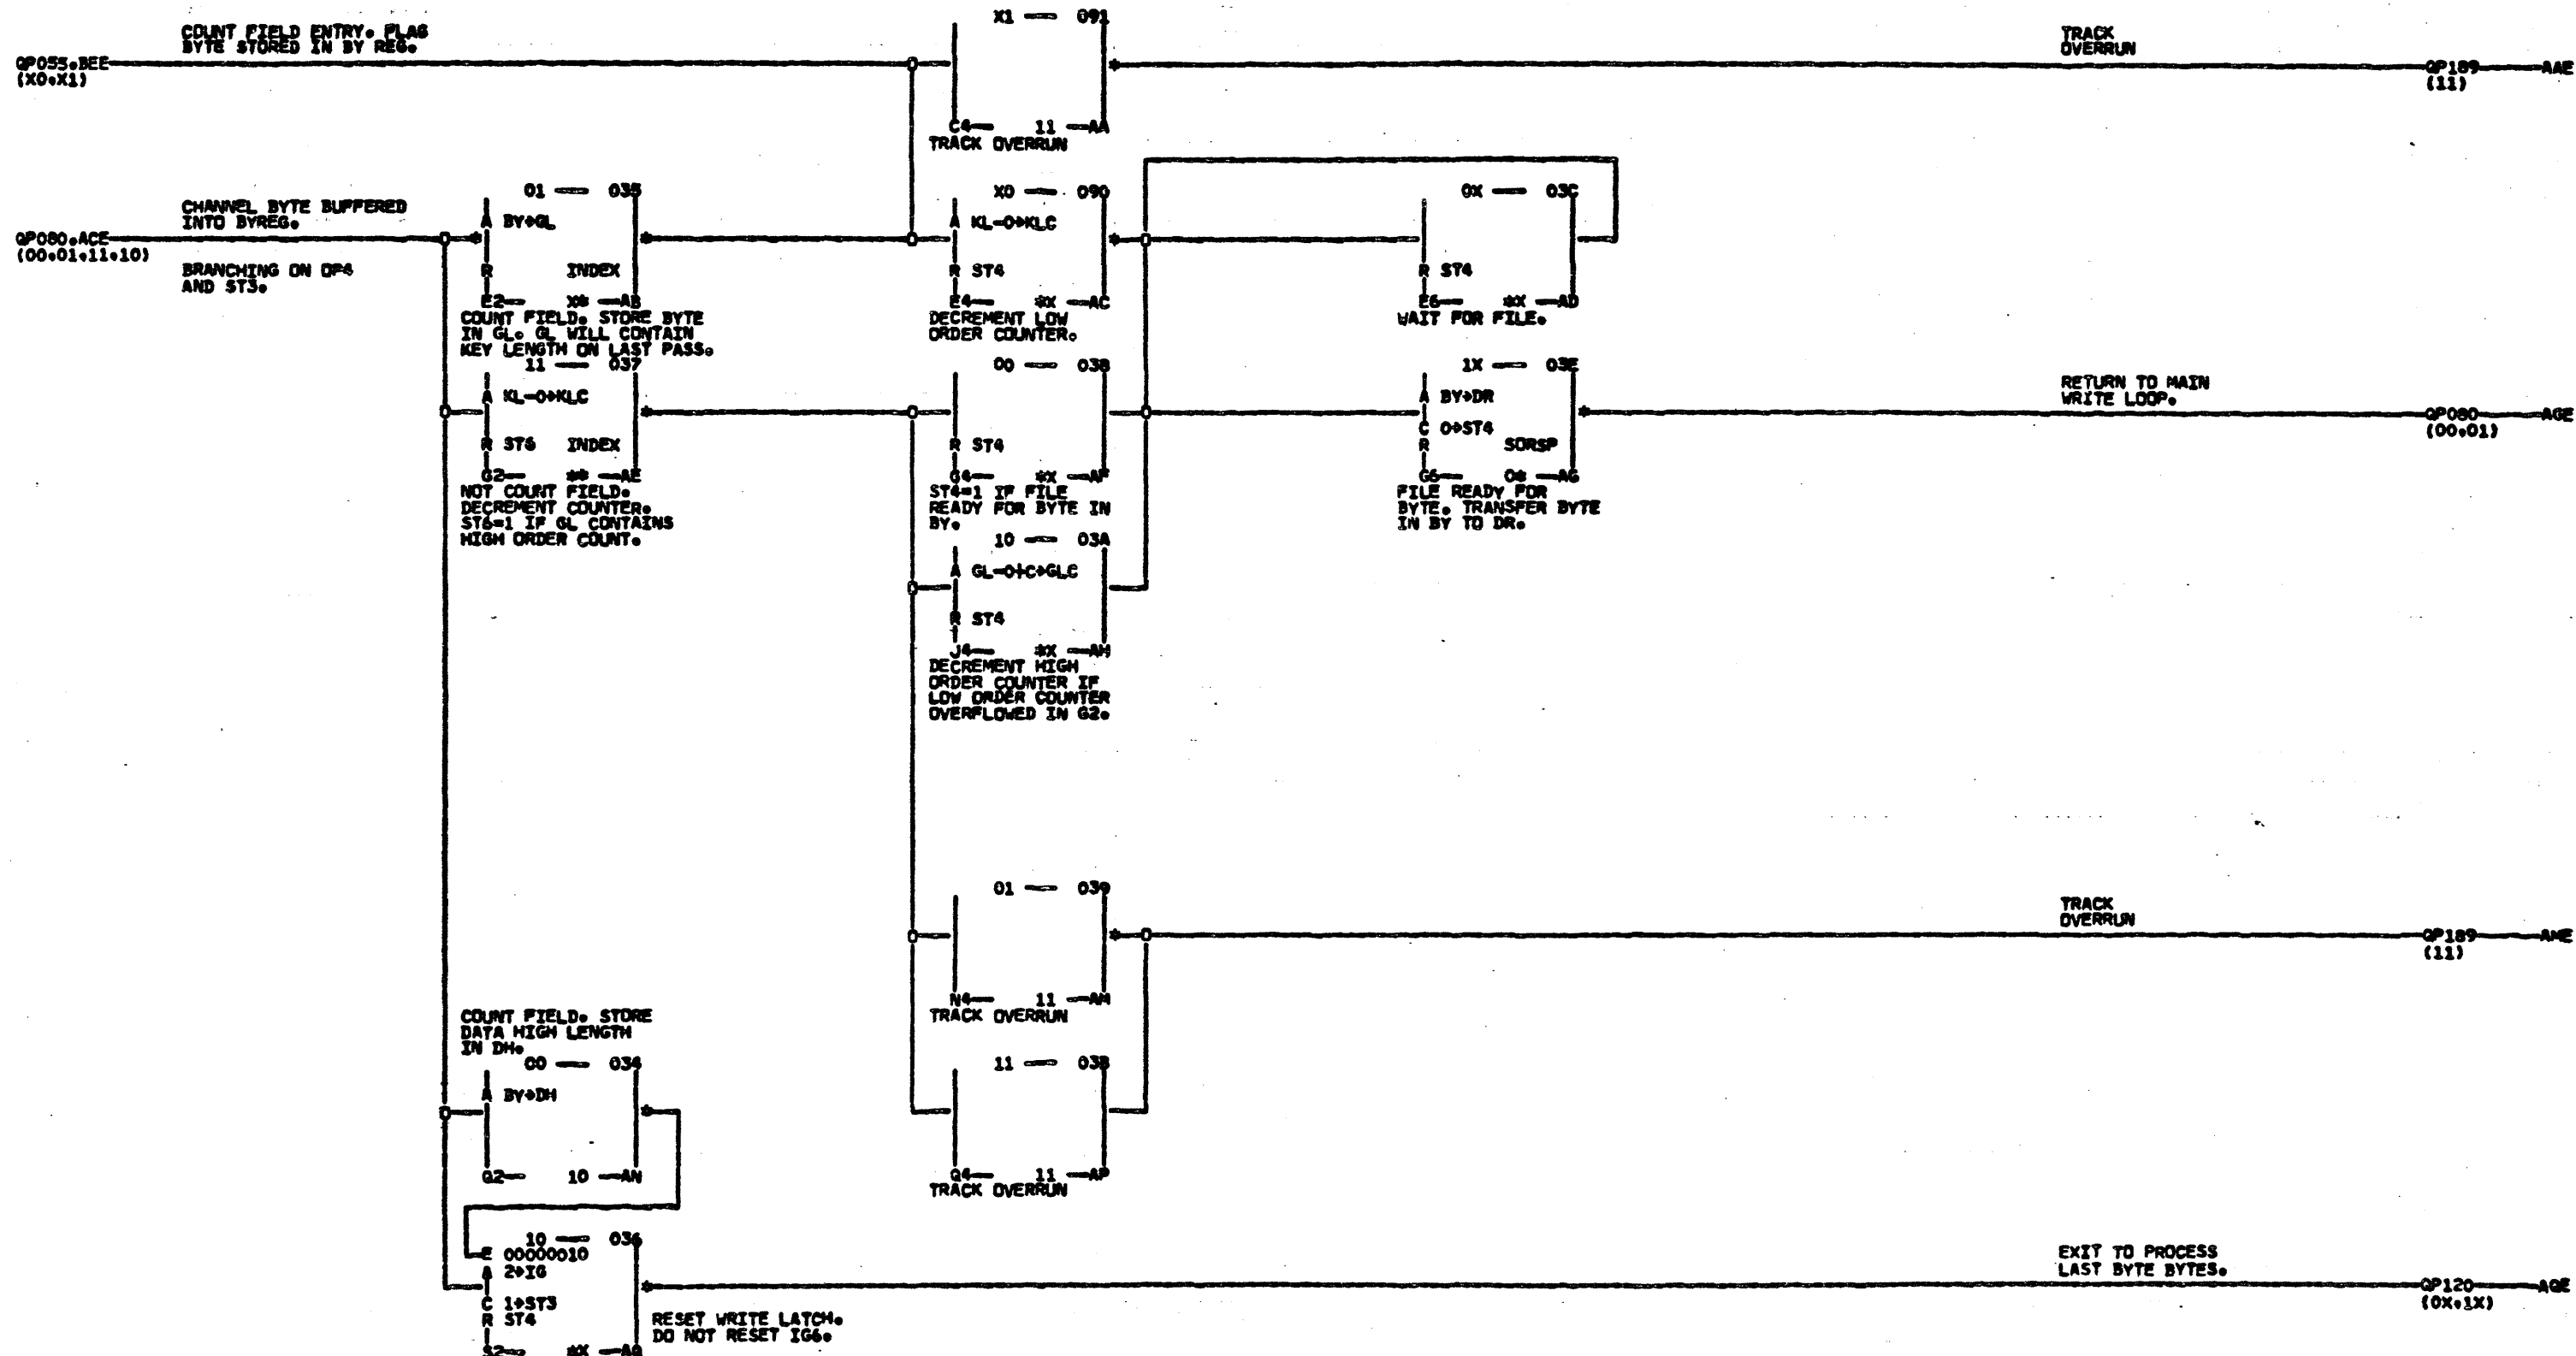 X1 — 091
COUNT FIELD ENTRY. FLAG
BYTE STORED IN BY REG.
TRACK
OVERRUN
QP055.BEE
(X0.X1)
QP189 — AAE
(11)
C4— 11 —AA
TRACK OVERRUN
01 — 035
X0 — 090
0X — 03C
CHANNEL BYTE BUFFERED
INTO BYREG.
A BY→GL
A KL-0→KLC
QP080.ACE
(00.01.11.10)
BRANCHING ON OP4
AND ST3.
R INDEX
R ST4
R ST4
E2— X* —AB
E4— *X —AC
E6— *X —AD
COUNT FIELD. STORE BYTE
IN GL. GL WILL CONTAIN
KEY LENGTH ON LAST PASS.
DECREMENT LOW
ORDER COUNTER.
WAIT FOR FILE.
11 — 037
00 — 038
1X — 03E
A KL-0→KLC
A BY→DR
RETURN TO MAIN
WRITE LOOP.
QP080 — AGE
(00.01)
C 0→ST4
R ST6 INDEX
R ST4
R SORSP
G2— ** —AE
G4— *X —AF
G6— 0* —AG
NOT COUNT FIELD.
DECREMENT COUNTER.
ST6=1 IF GL CONTAINS
HIGH ORDER COUNT.
ST4=1 IF FILE
READY FOR BYTE IN
BY.
FILE READY FOR
BYTE. TRANSFER BYTE
IN BY TO DR.
10 — 03A
A GL-0+C→GLC
R ST4
J4— *X —AH
DECREMENT HIGH
ORDER COUNTER IF
LOW ORDER COUNTER
OVERFLOWED IN G2.
01 — 039
TRACK
OVERRUN
QP189 — AME
(11)
N4— 11 —AM
TRACK OVERRUN
COUNT FIELD. STORE
DATA HIGH LENGTH
IN DH.
00 — 034
11 — 03B
A BY→DH
Q2— 10 —AN
Q4— 11 —AP
TRACK OVERRUN
10 — 036
E 00000010
A 2→IG
C 1→ST3
R ST4
RESET WRITE LATCH.
DO NOT RESET IG6.
EXIT TO PROCESS
LAST BYTE BYTES.
QP120 — AQE
(0X.1X)
S2— *X —AQ